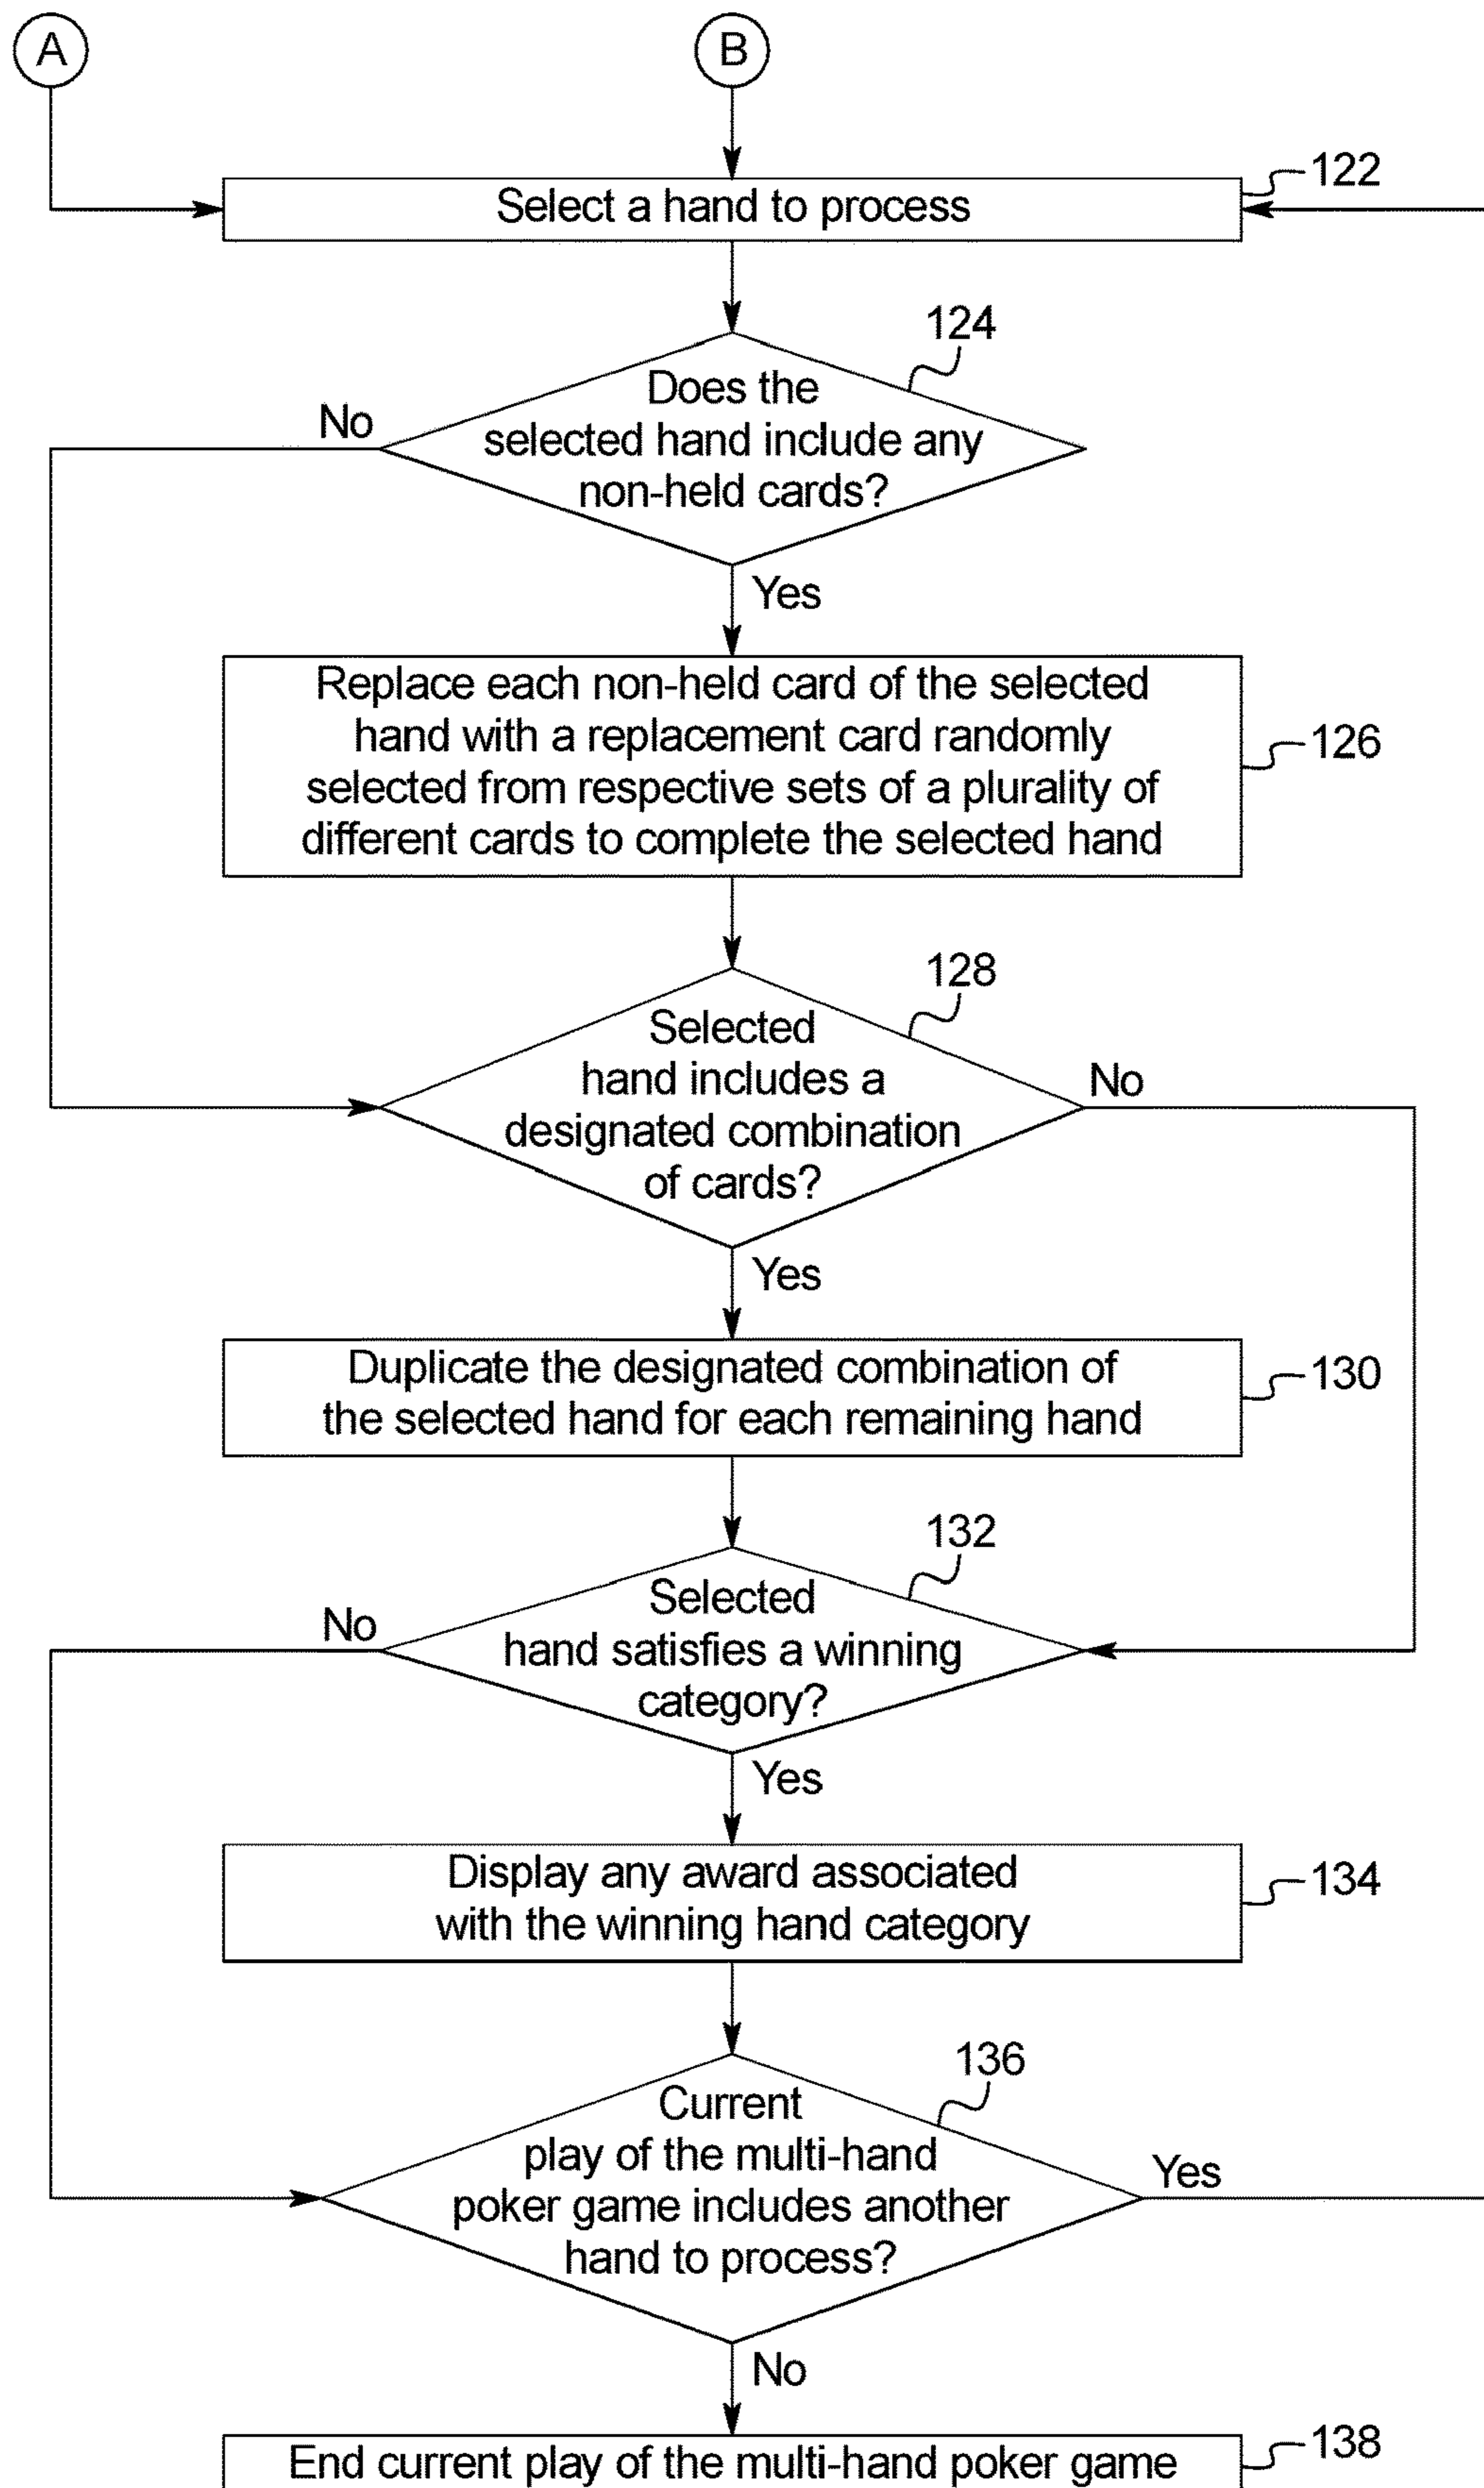 A
B
122
Select a hand to process
124
Does the
selected hand include any
non-held cards?
No
Yes
Replace each non-held card of the selected
hand with a replacement card randomly
selected from respective sets of a plurality of
different cards to complete the selected hand
126
128
Selected
hand includes a
designated combination
of cards?
No
Yes
Duplicate the designated combination of
the selected hand for each remaining hand
130
132
Selected
hand satisfies a winning
category?
No
Yes
Display any award associated
with the winning hand category
134
136
Current
play of the multi-hand
poker game includes another
hand to process?
Yes
No
End current play of the multi-hand poker game
138